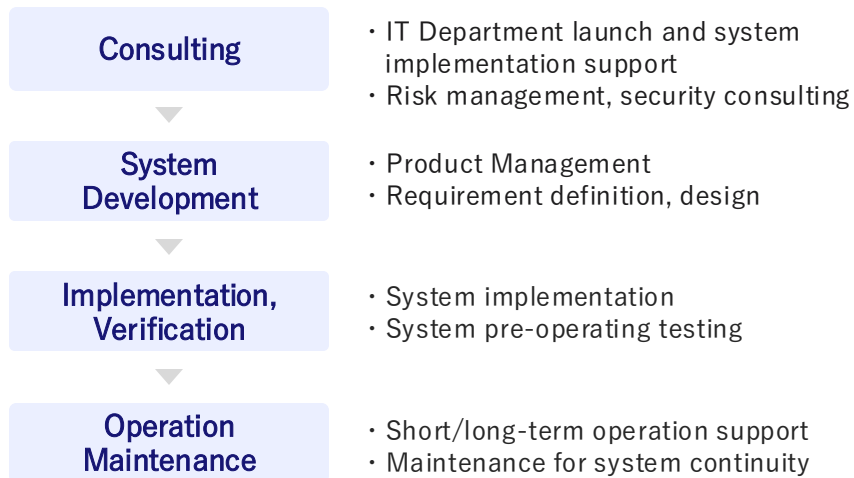 Consulting
・IT Department launch and system
implementation support
・Risk management, security consulting
System
Development
・Product Management
・Requirement definition, design
Implementation,
Verification
・System implementation
・System pre-operating testing
Operation
Maintenance
・Short/long-term operation support
・Maintenance for system continuity